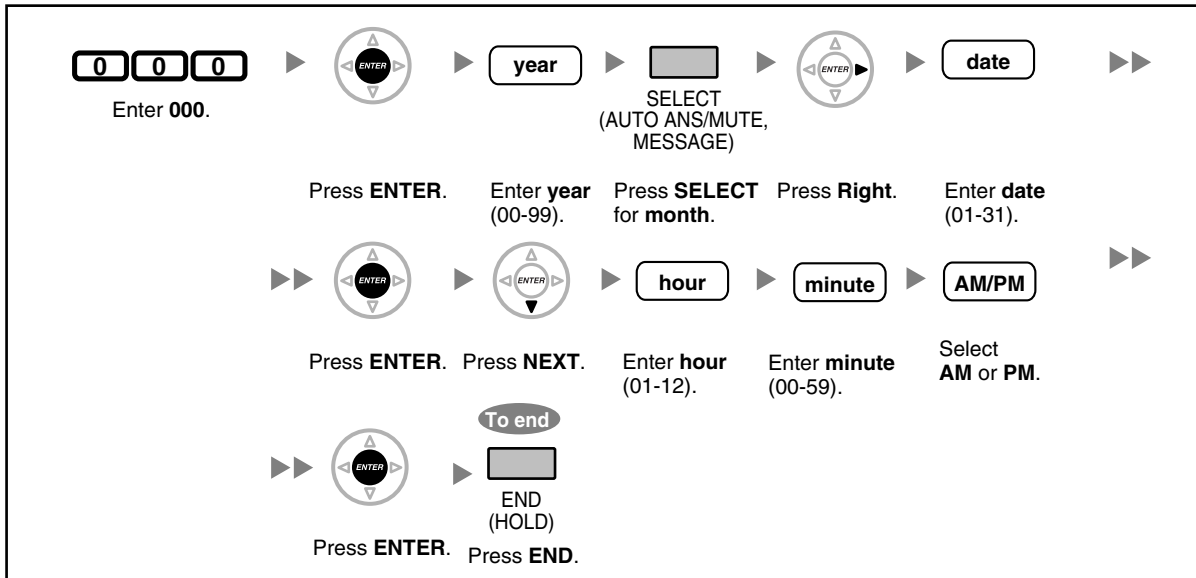 0 0 0
Enter 000.
ENTER
Press ENTER.
year
Enter year
(00-99).
SELECT
(AUTO ANS/MUTE,
MESSAGE)
Press SELECT
for month.
ENTER
Press Right.
date
Enter date
(01-31).
ENTER
Press ENTER.
ENTER
Press NEXT.
hour
Enter hour
(01-12).
minute
Enter minute
(00-59).
AM/PM
Select
AM or PM.
ENTER
Press ENTER.
To end
END
(HOLD)
Press END.